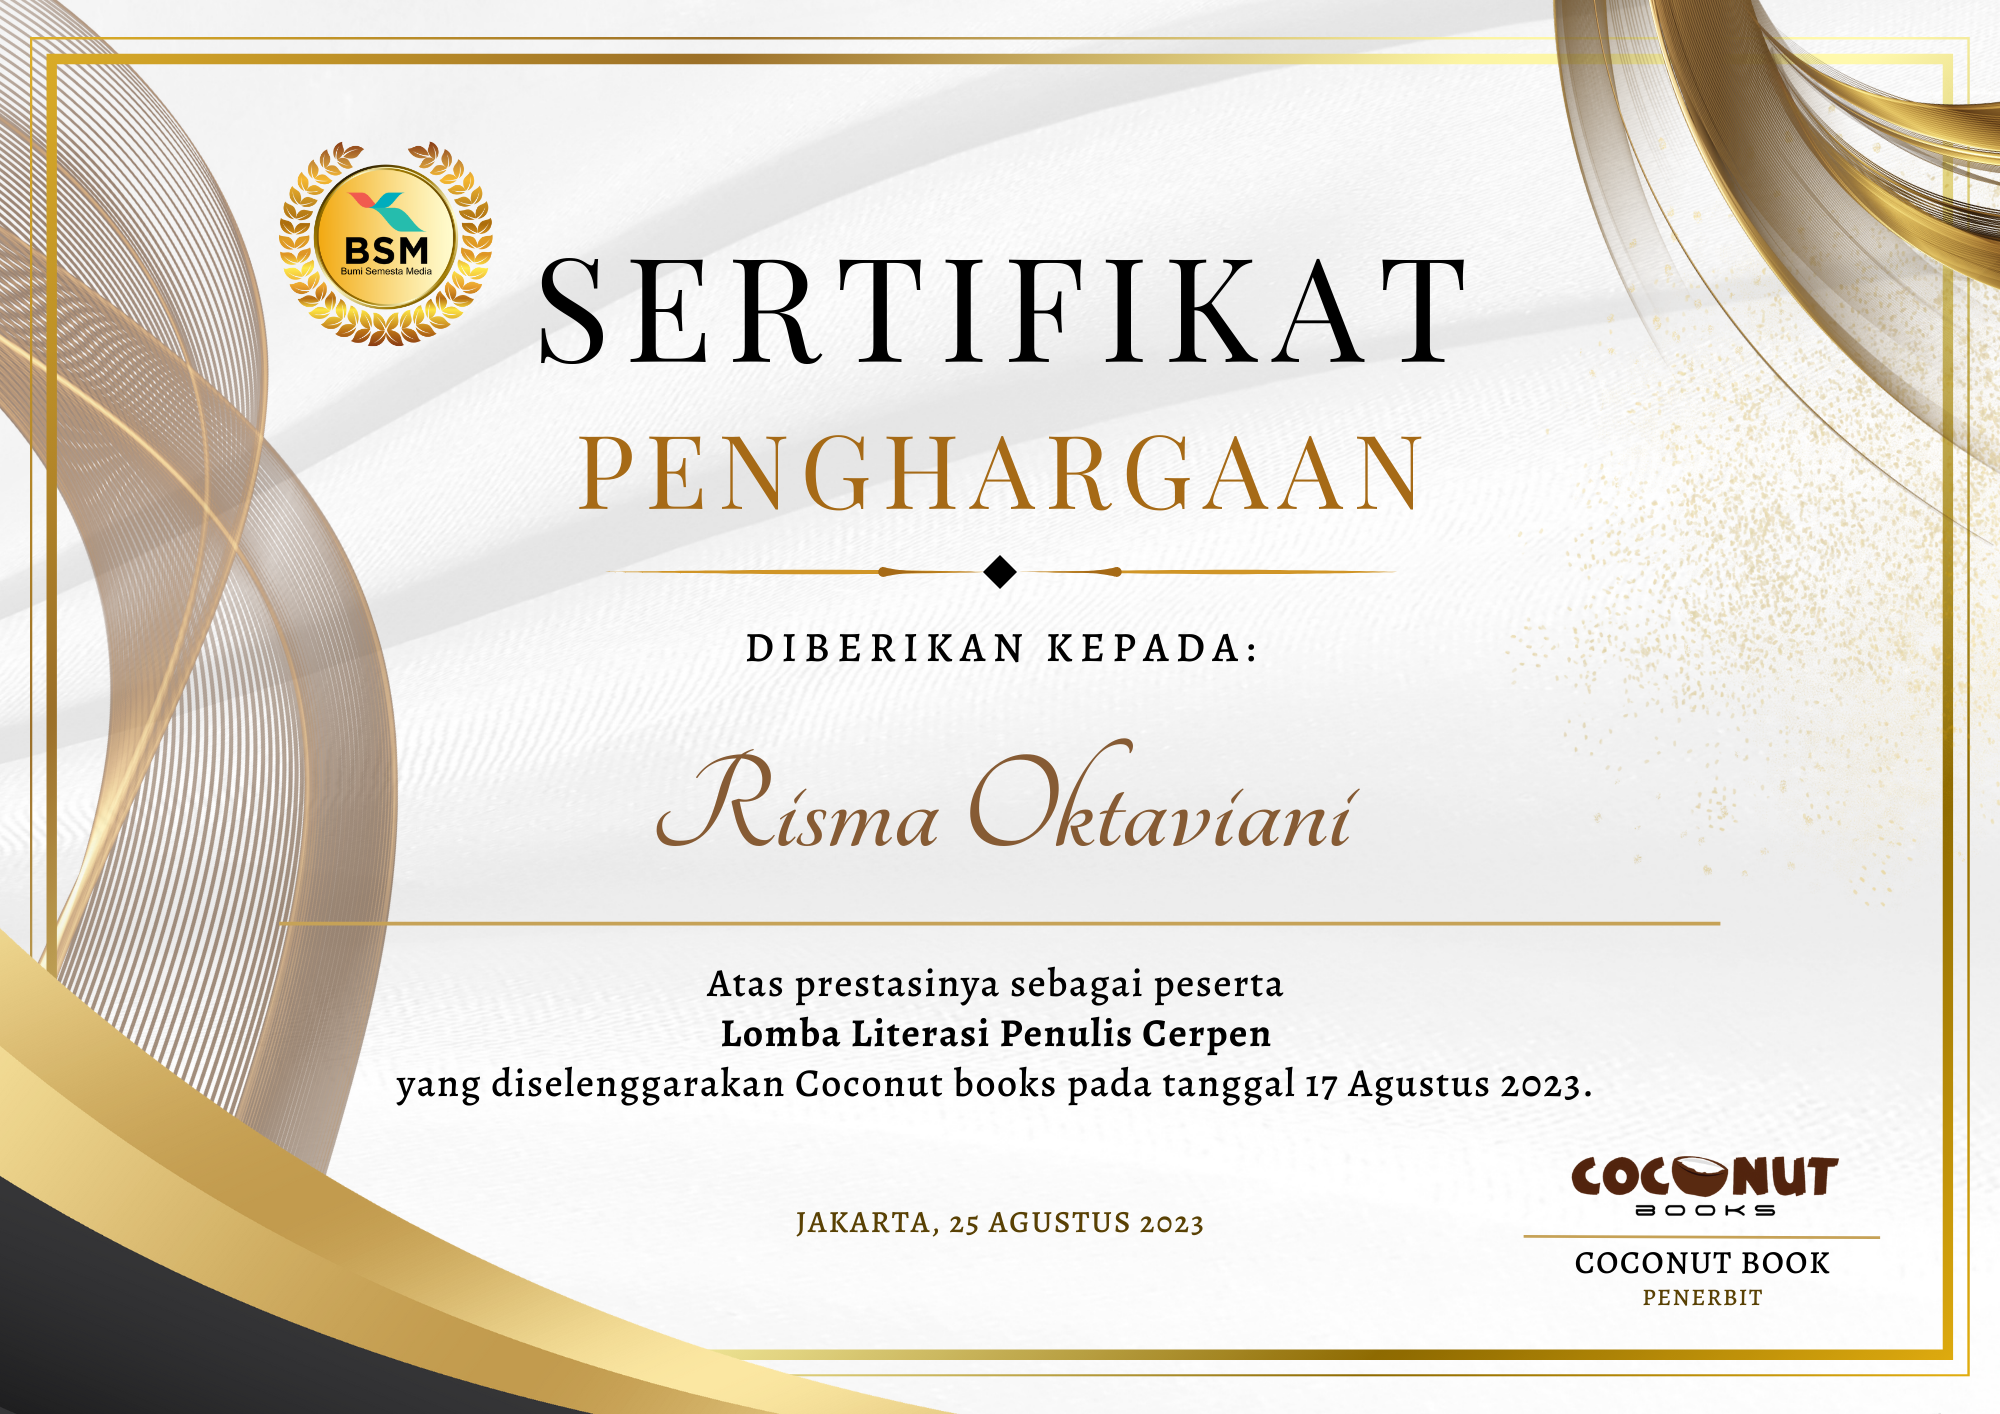 BSM
Bumi Semesta Media
SERTIFIKAT
PENGHARGAAN
DIBERIKAN KEPADA:
Risma Oktaviani
Atas prestasinya sebagai peserta
Lomba Literasi Penulis Cerpen
yang diselenggarakan Coconut books pada tanggal 17 Agustus 2023.
JAKARTA, 25 AGUSTUS 2023
COCONUT
BOOKS
COCONUT BOOK
PENERBIT